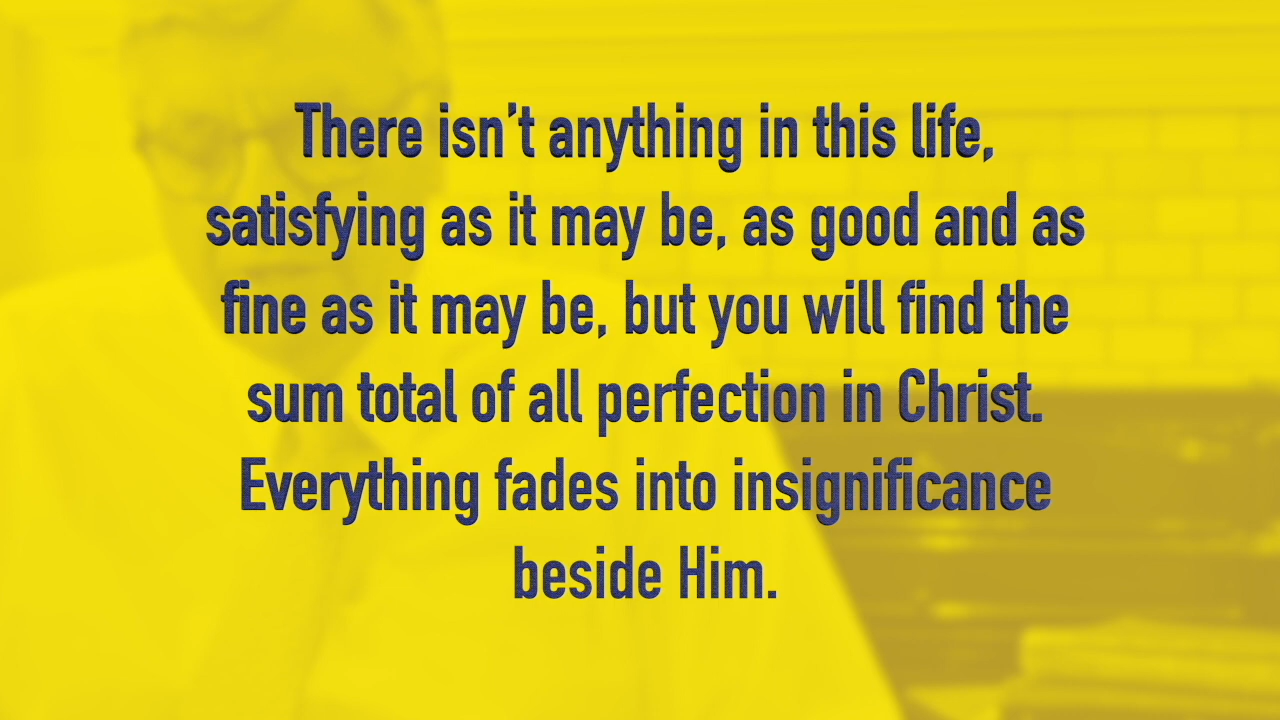 There isn’t anything in this life,
satisfying as it may be, as good and as
fine as it may be, but you will find the
sum total of all perfection in Christ.
Everything fades into insignificance
beside Him.